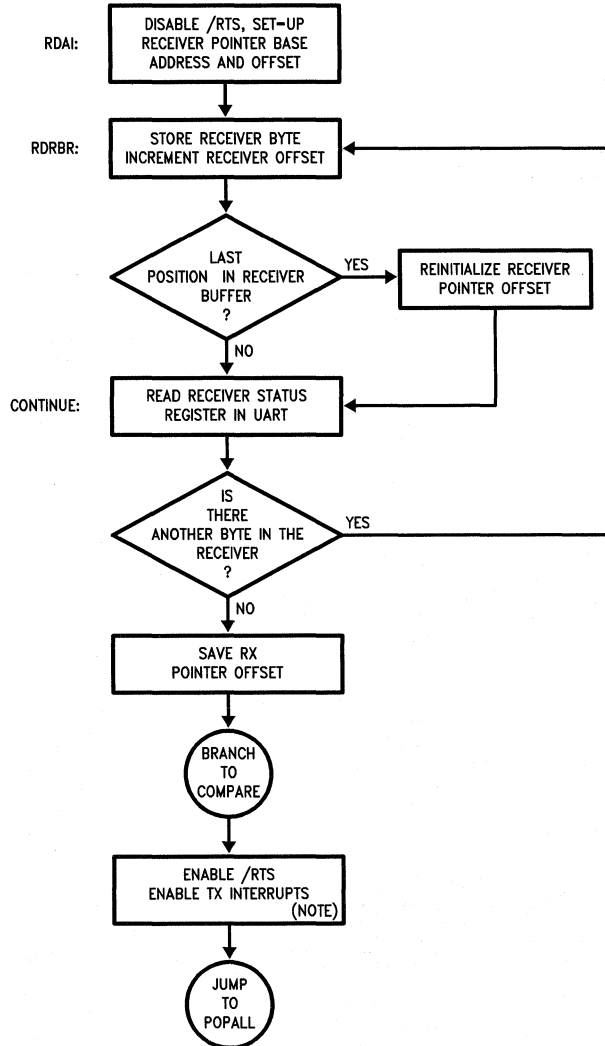 RDAI:
DISABLE /RTS, SET-UP
RECEIVER POINTER BASE
ADDRESS AND OFFSET
RDRBR:
STORE RECEIVER BYTE
INCREMENT RECEIVER OFFSET
LAST
POSITION IN RECEIVER
BUFFER
?
YES
REINITIALIZE RECEIVER
POINTER OFFSET
NO
CONTINUE:
READ RECEIVER STATUS
REGISTER IN UART
IS
THERE
ANOTHER BYTE IN THE
RECEIVER
?
YES
NO
SAVE RX
POINTER OFFSET
BRANCH
TO
COMPARE
ENABLE /RTS
ENABLE TX INTERRUPTS
(NOTE)
JUMP
TO
POPALL